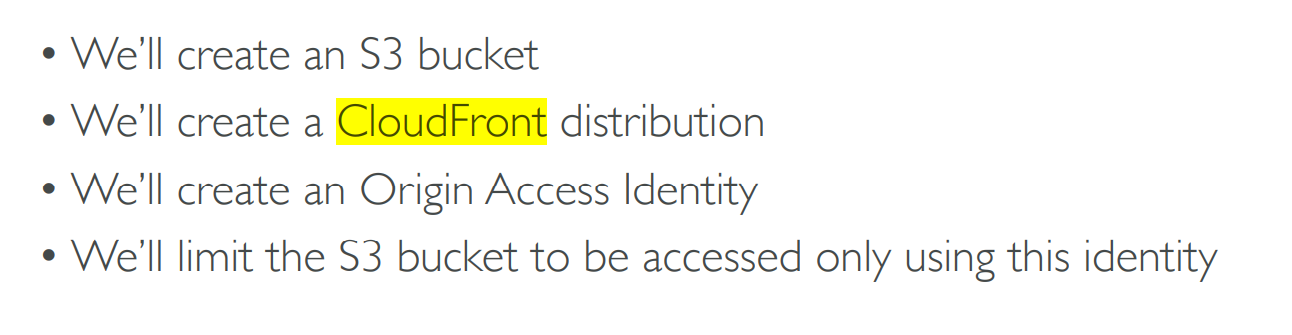 • We'll create an S3 bucket
• We'll create a CloudFront distribution
• We'll create an Origin Access Identity
• We'll limit the S3 bucket to be accessed only using this identity